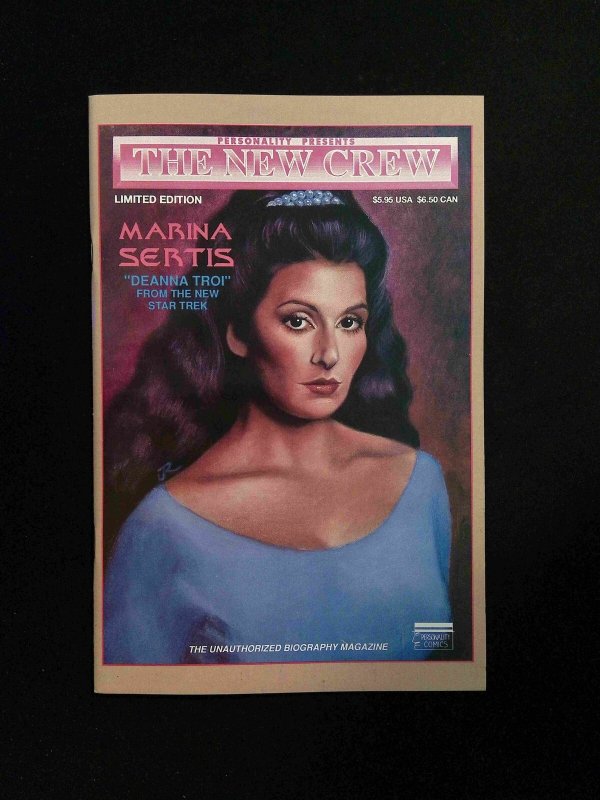 PERSONALITY PRESENTS
THE NEW CREW
LIMITED EDITION
$5.95 USA $6.50 CAN
MARINA
SERTIS
"DEANNA TROI"
FROM THE NEW
STAR TREK
JR
THE UNAUTHORIZED BIOGRAPHY MAGAZINE
PERSONALITY
COMICS